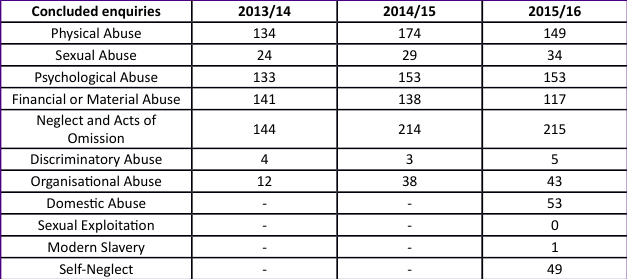 Concluded enquiries 2013/14 2014/15 2015/16
Physical Abuse 134 174 149
Sexual Abuse 24 29 34
Psychological Abuse 133 153 153
Financial or Material Abuse 141 138 117
Neglect and Acts of
Omission 144 214 215
Discriminatory Abuse 4 3 5
Organisational Abuse 12 38 43
Domestic Abuse - - 53
Sexual Exploitation - - 0
Modern Slavery - - 1
Self-Neglect - - 49